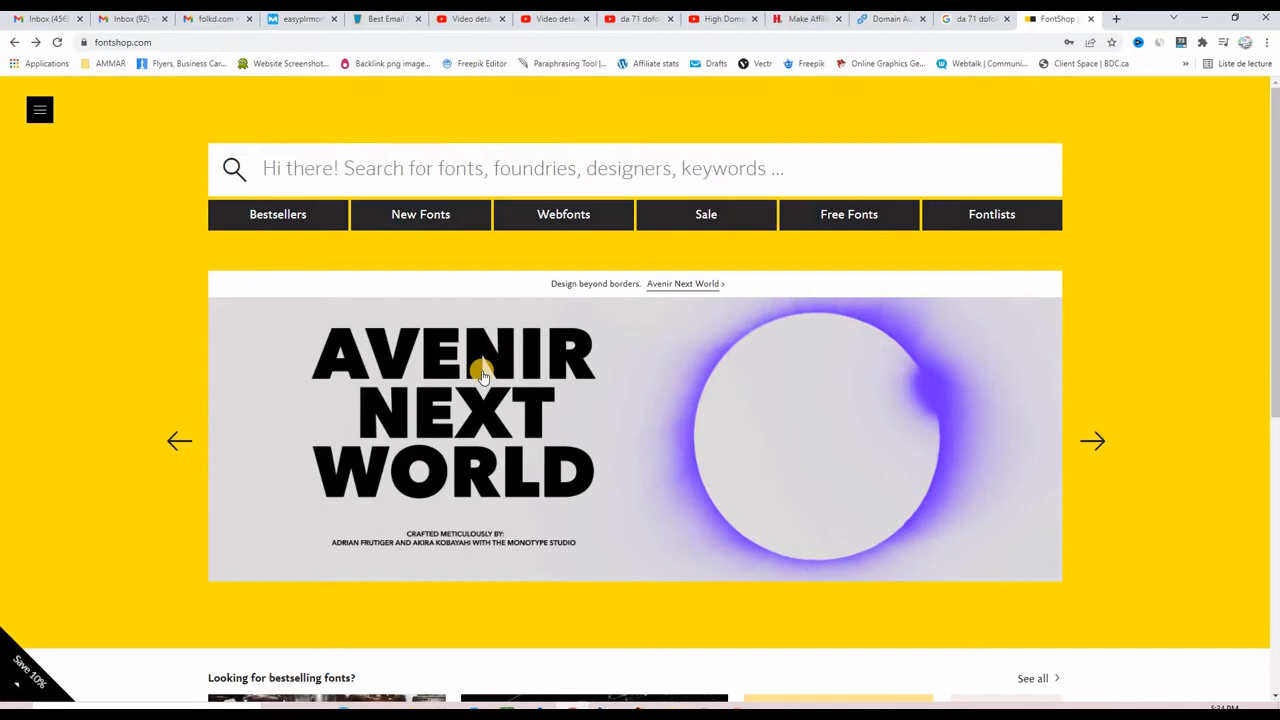 Inbox (456)
Inbox (92) -
folkd.com -
easyplrmon
Best Email
Video deta
Video deta
da 71 dofo
High Doma
Make Affili
Domain Au
da 71 dofo
FontShop |
fontshop.com
73
Applications
AMMAR
Flyers, Business Car...
Website Screenshot...
Backlink png image...
Freepik Editor
Paraphrasing Tool |...
Affiliate stats
Drafts
Vectr
Freepik
Online Graphics Ge...
Webtalk | Communi...
Client Space | BDC.ca
»
Liste de lecture
Hi there! Search for fonts, foundries, designers, keywords ...
Bestsellers
New Fonts
Webfonts
Sale
Free Fonts
Fontlists
Design beyond borders. Avenir Next World >
AVENIR
NEXT
WORLD
CRAFTED METICULOUSLY BY:
ADRIAN FRUTIGER AND AKIRA KOBAYAHI WITH THE MONOTYPE STUDIO
Save 10%
Looking for bestselling fonts?
See all >
5:34 PM